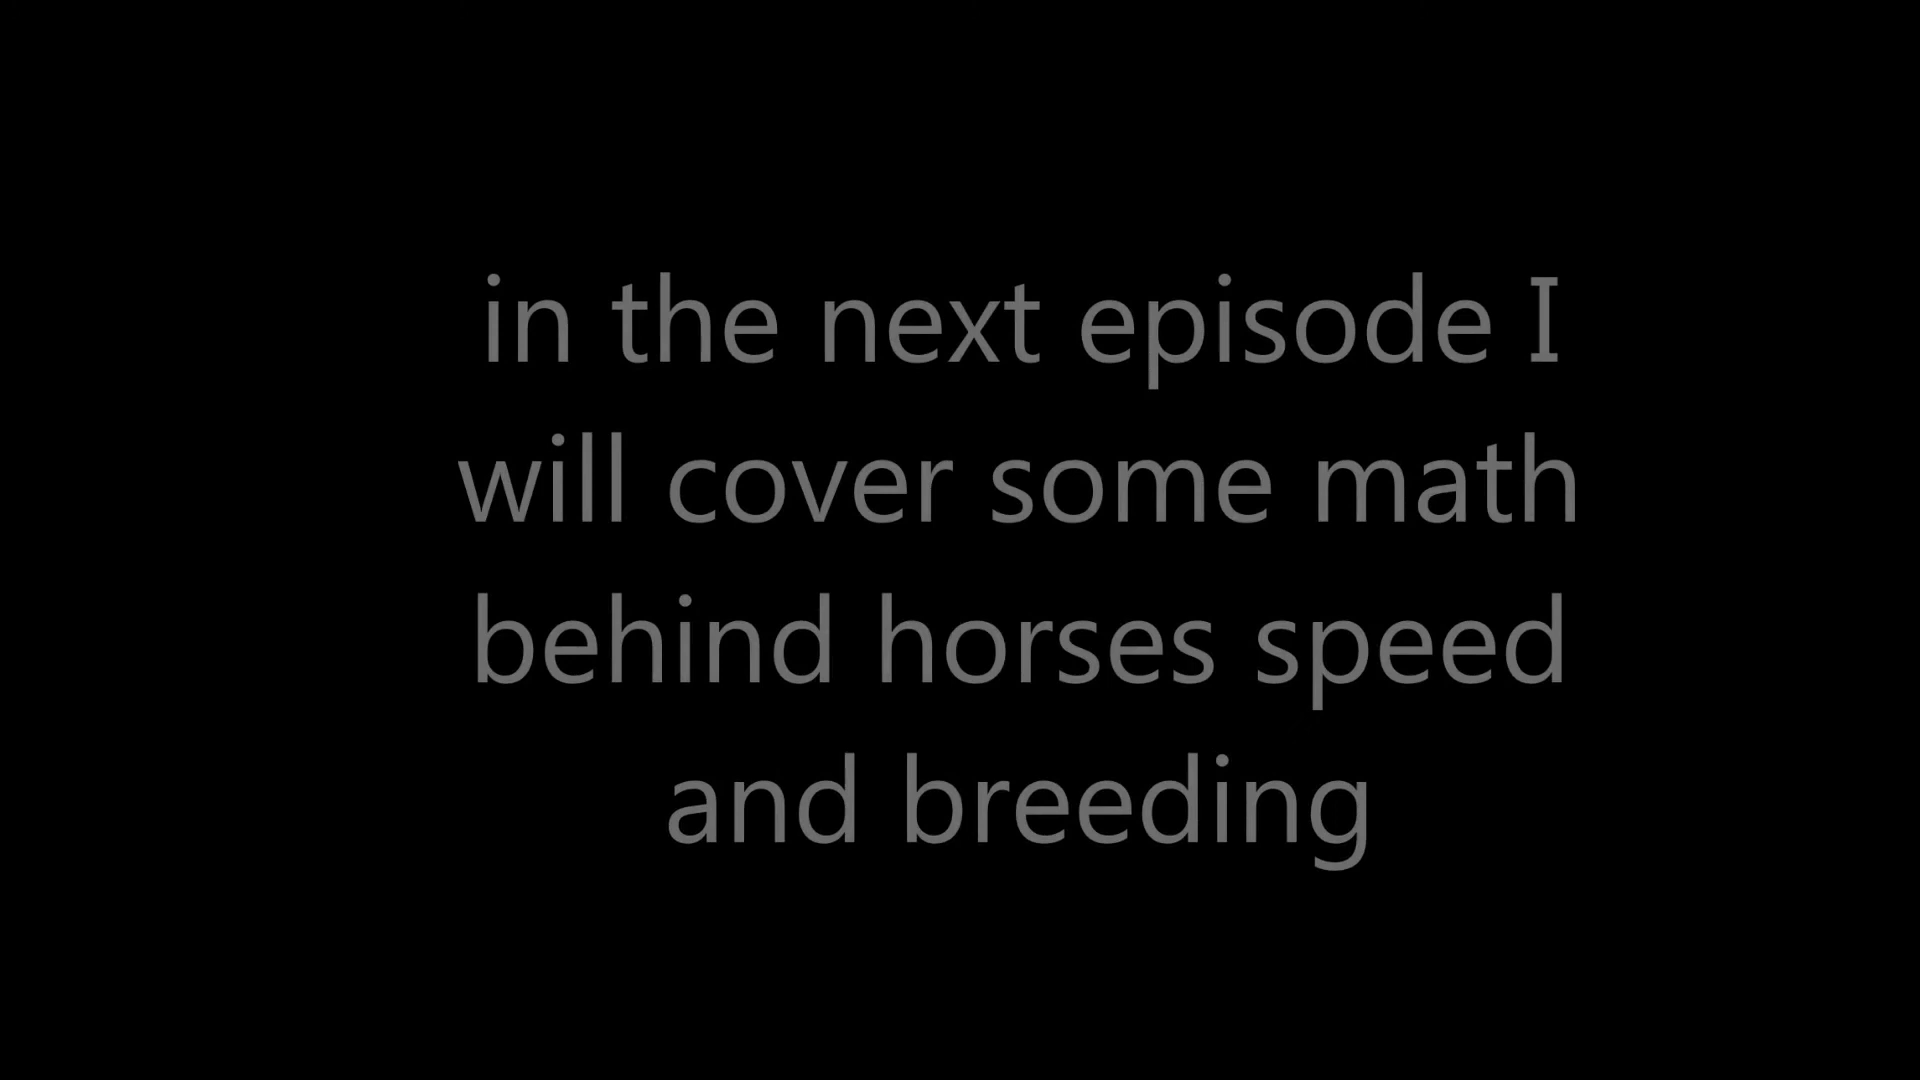 in the next episode I
will cover some math
behind horses speed
and breeding